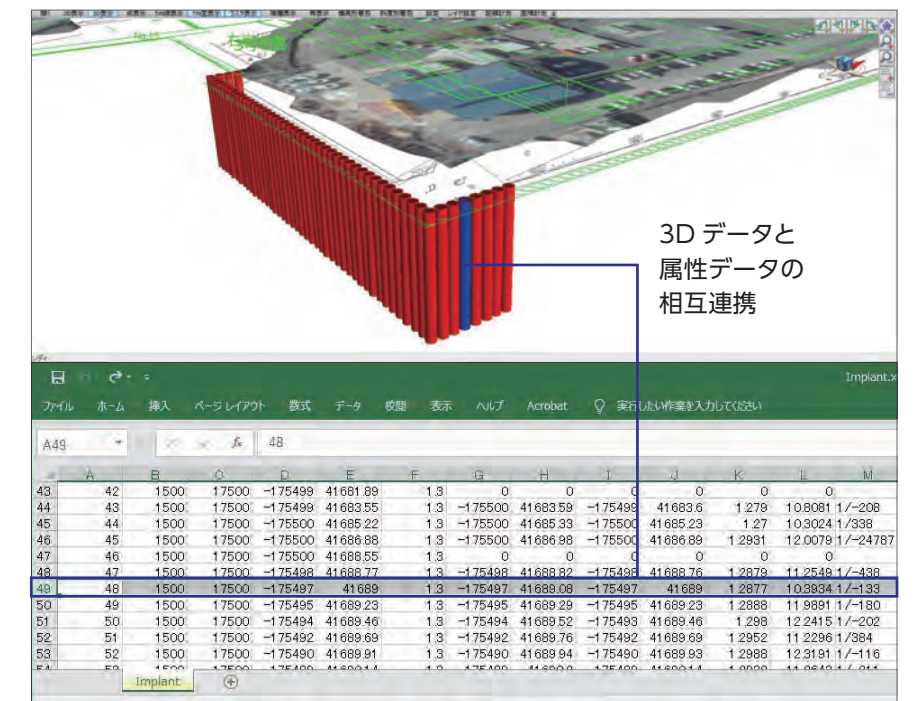 No.15
3D データと
属性データの
相互連携
Implant.x
ファイル ホーム 挿入 ページ レイアウト 数式 データ 校閲 表示 ヘルプ Acrobat 実行したい作業を入力してください
A49 fx 48
A B C D E F G H I J K L M
43 42 1500 17500 -175499 41681.89 1.3 0 0 0 0 0 0
44 43 1500 17500 -175499 41683.55 1.3 -175500 41683.59 -175499 41683.6 1.279 10.8081 1/-208
45 44 1500 17500 -175500 41685.22 1.3 -175500 41685.33 -175500 41685.23 1.27 10.3024 1/338
46 45 1500 17500 -175500 41686.88 1.3 -175500 41686.98 -175500 41686.89 1.2931 12.0079 1/-24787
47 46 1500 17500 -175500 41688.55 1.3 0 0 0 0 0 0
48 47 1500 17500 -175498 41688.77 1.3 -175498 41688.82 -175498 41688.76 1.2879 11.2549 1/-438
49 48 1500 17500 -175497 41689 1.3 -175497 41689.08 -175497 41689 1.2877 10.3934 1/-133
50 49 1500 17500 -175495 41689.23 1.3 -175495 41689.29 -175495 41689.23 1.2888 11.9891 1/-180
51 50 1500 17500 -175494 41689.46 1.3 -175494 41689.52 -175493 41689.46 1.298 12.2415 1/-202
52 51 1500 17500 -175492 41689.69 1.3 -175492 41689.76 -175492 41689.69 1.2952 11.2296 1/384
53 52 1500 17500 -175490 41689.91 1.3 -175490 41689.94 -175490 41689.93 1.2988 12.3191 1/-116
Implant